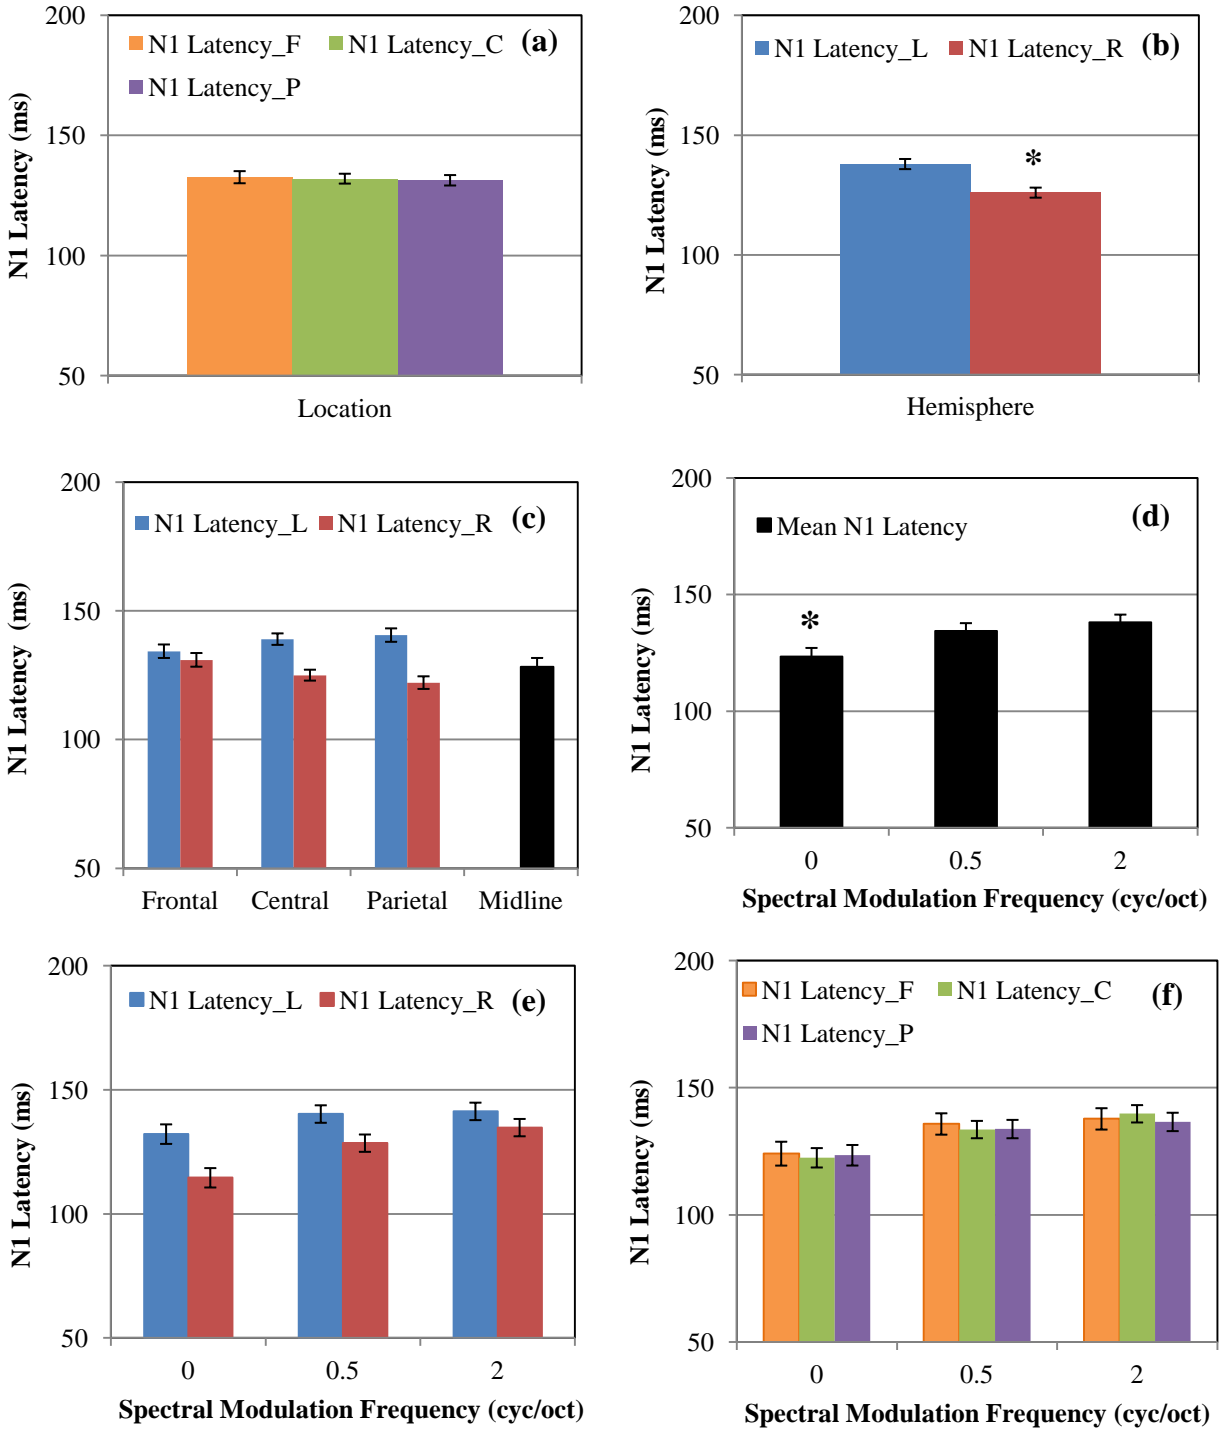 200
150
100
50
N1 Latency (ms)
N1 Latency_F N1 Latency_C (a)
N1 Latency_P
Location
200
150
100
50
N1 Latency (ms)
N1 Latency_L N1 Latency_R (b)
*
Hemisphere
200
150
100
50
N1 Latency (ms)
N1 Latency_L N1 Latency_R (c)
Frontal Central Parietal Midline
200
150
100
50
N1 Latency (ms)
Mean N1 Latency (d)
*
0 0.5 2
Spectral Modulation Frequency (cyc/oct)
200
150
100
50
N1 Latency (ms)
N1 Latency_L N1 Latency_R (e)
0 0.5 2
Spectral Modulation Frequency (cyc/oct)
200
150
100
50
N1 Latency (ms)
N1 Latency_F N1 Latency_C (f)
N1 Latency_P
0 0.5 2
Spectral Modulation Frequency (cyc/oct)